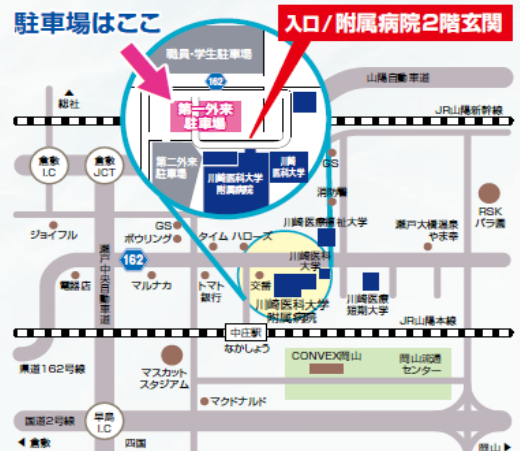 駐車場はここ
入口/附属病院2階玄関
職員・学生駐車場
162
山陽自動車道
総社
第一外来
駐車場
JR山陽新幹線
倉敷
I.C
倉敷
JCT
第二外来
駐車場
川崎医科大学
附属病院
川崎
医科大学
GS
消防署
RSK
バラ園
ジョイフル
GS
ボウリング
タイム
ハローズ
川崎医療福祉大学
瀬戸大橋温泉
やま幸
162
瀬戸中央自動車道
川崎医科
大学
電器店
マルナカ
トマト
銀行
交番
川崎医科大学
附属病院
川崎医療
短期大学
中庄駅
なかしょう
JR山陽本線
県道162号線
マスカット
スタジアム
CONVEX岡山
岡山流通
センター
マクドナルド
国道2号線
早島
I.C
倉敷
四国
岡山